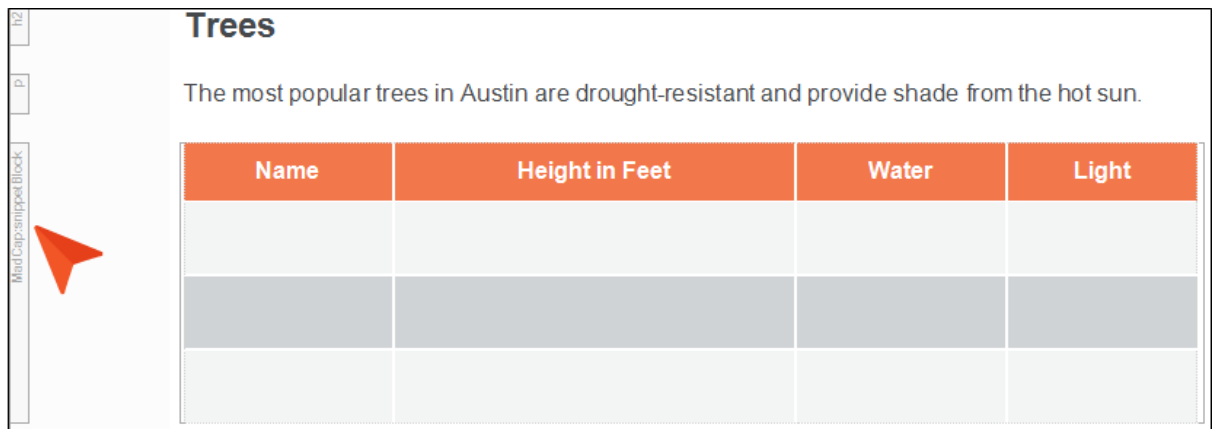 h2
Trees
p
The most popular trees in Austin are drought-resistant and provide shade from the hot sun.
MadCap:snippetBlock
Name Height in Feet Water Light